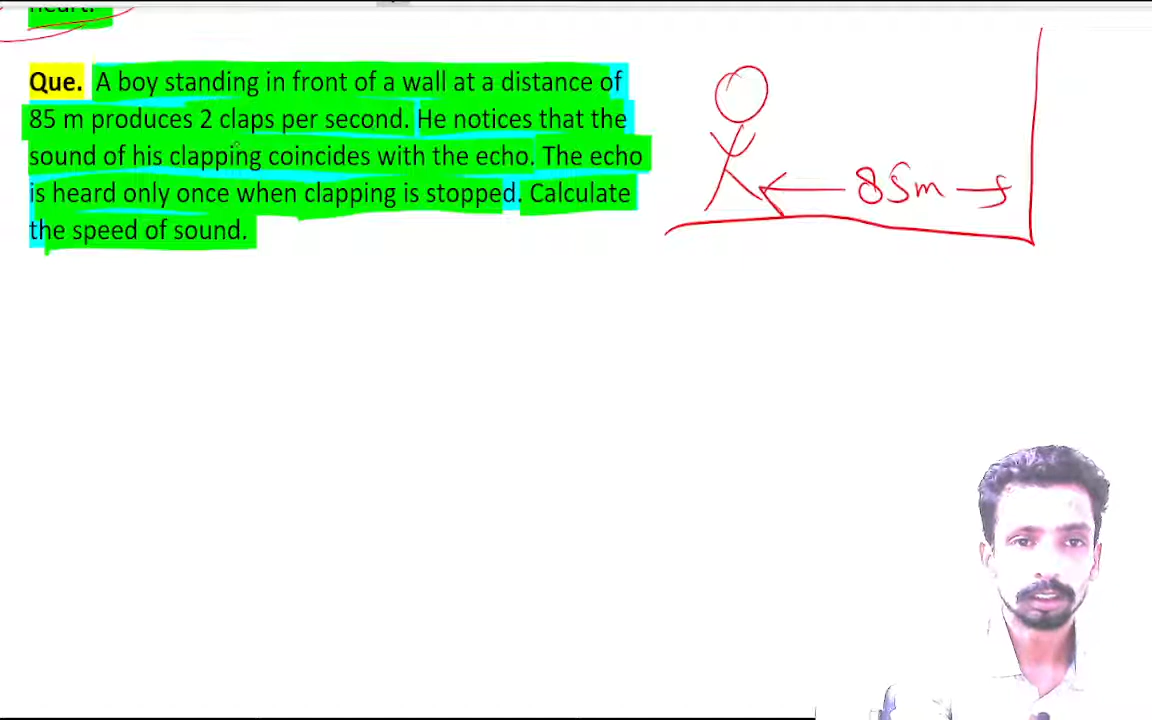 heart.
Que. A boy standing in front of a wall at a distance of
85 m produces 2 claps per second. He notices that the
sound of his clapping coincides with the echo. The echo
is heard only once when clapping is stopped. Calculate
the speed of sound.
85m